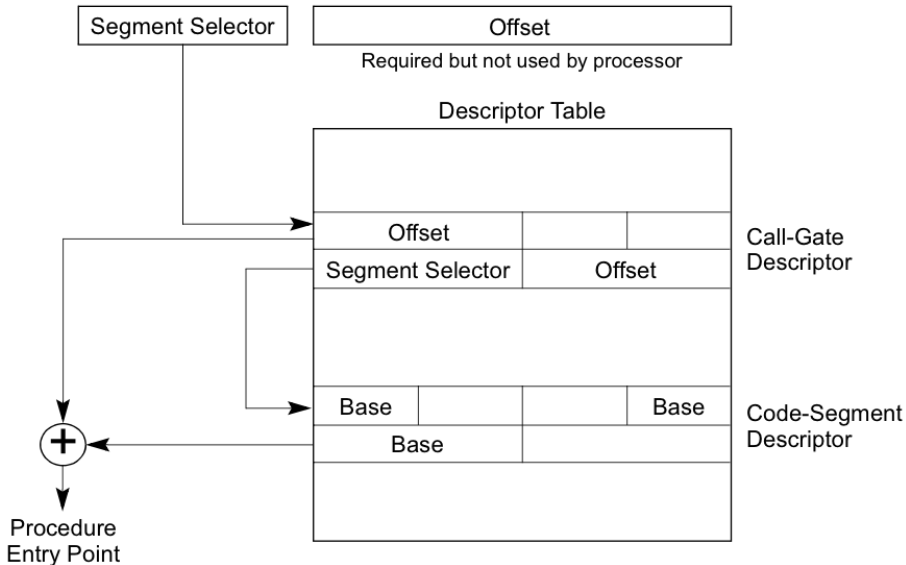 Segment Selector
Offset
Required but not used by processor
Descriptor Table
Offset
Segment Selector
Offset
Call-Gate
Descriptor
Base
Base
Base
Code-Segment
Descriptor
+
Procedure
Entry Point